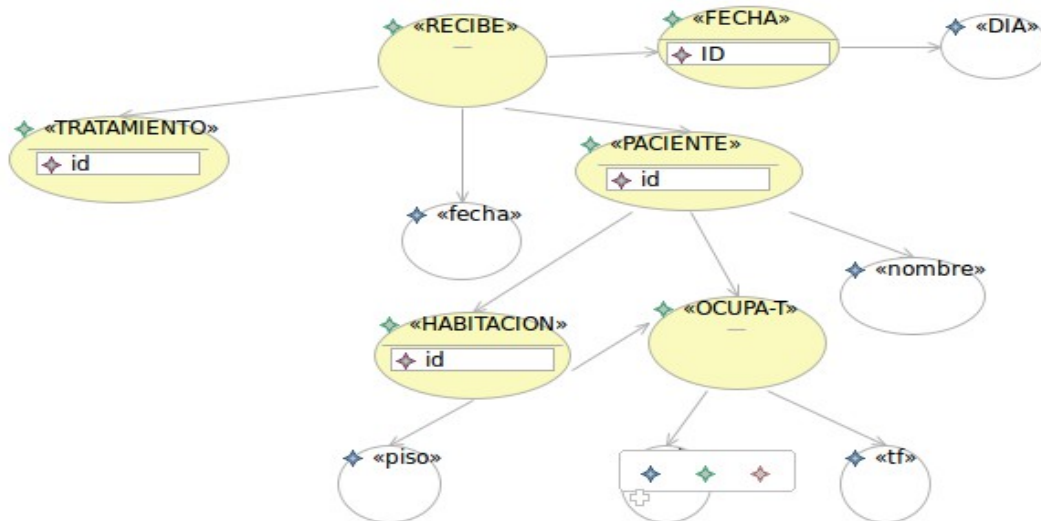 «RECIBE»
«FECHA»
ID
«DIA»
«TRATAMIENTO»
id
«PACIENTE»
id
«fecha»
«nombre»
«HABITACION»
id
«OCUPA-T»
«piso»
«tf»